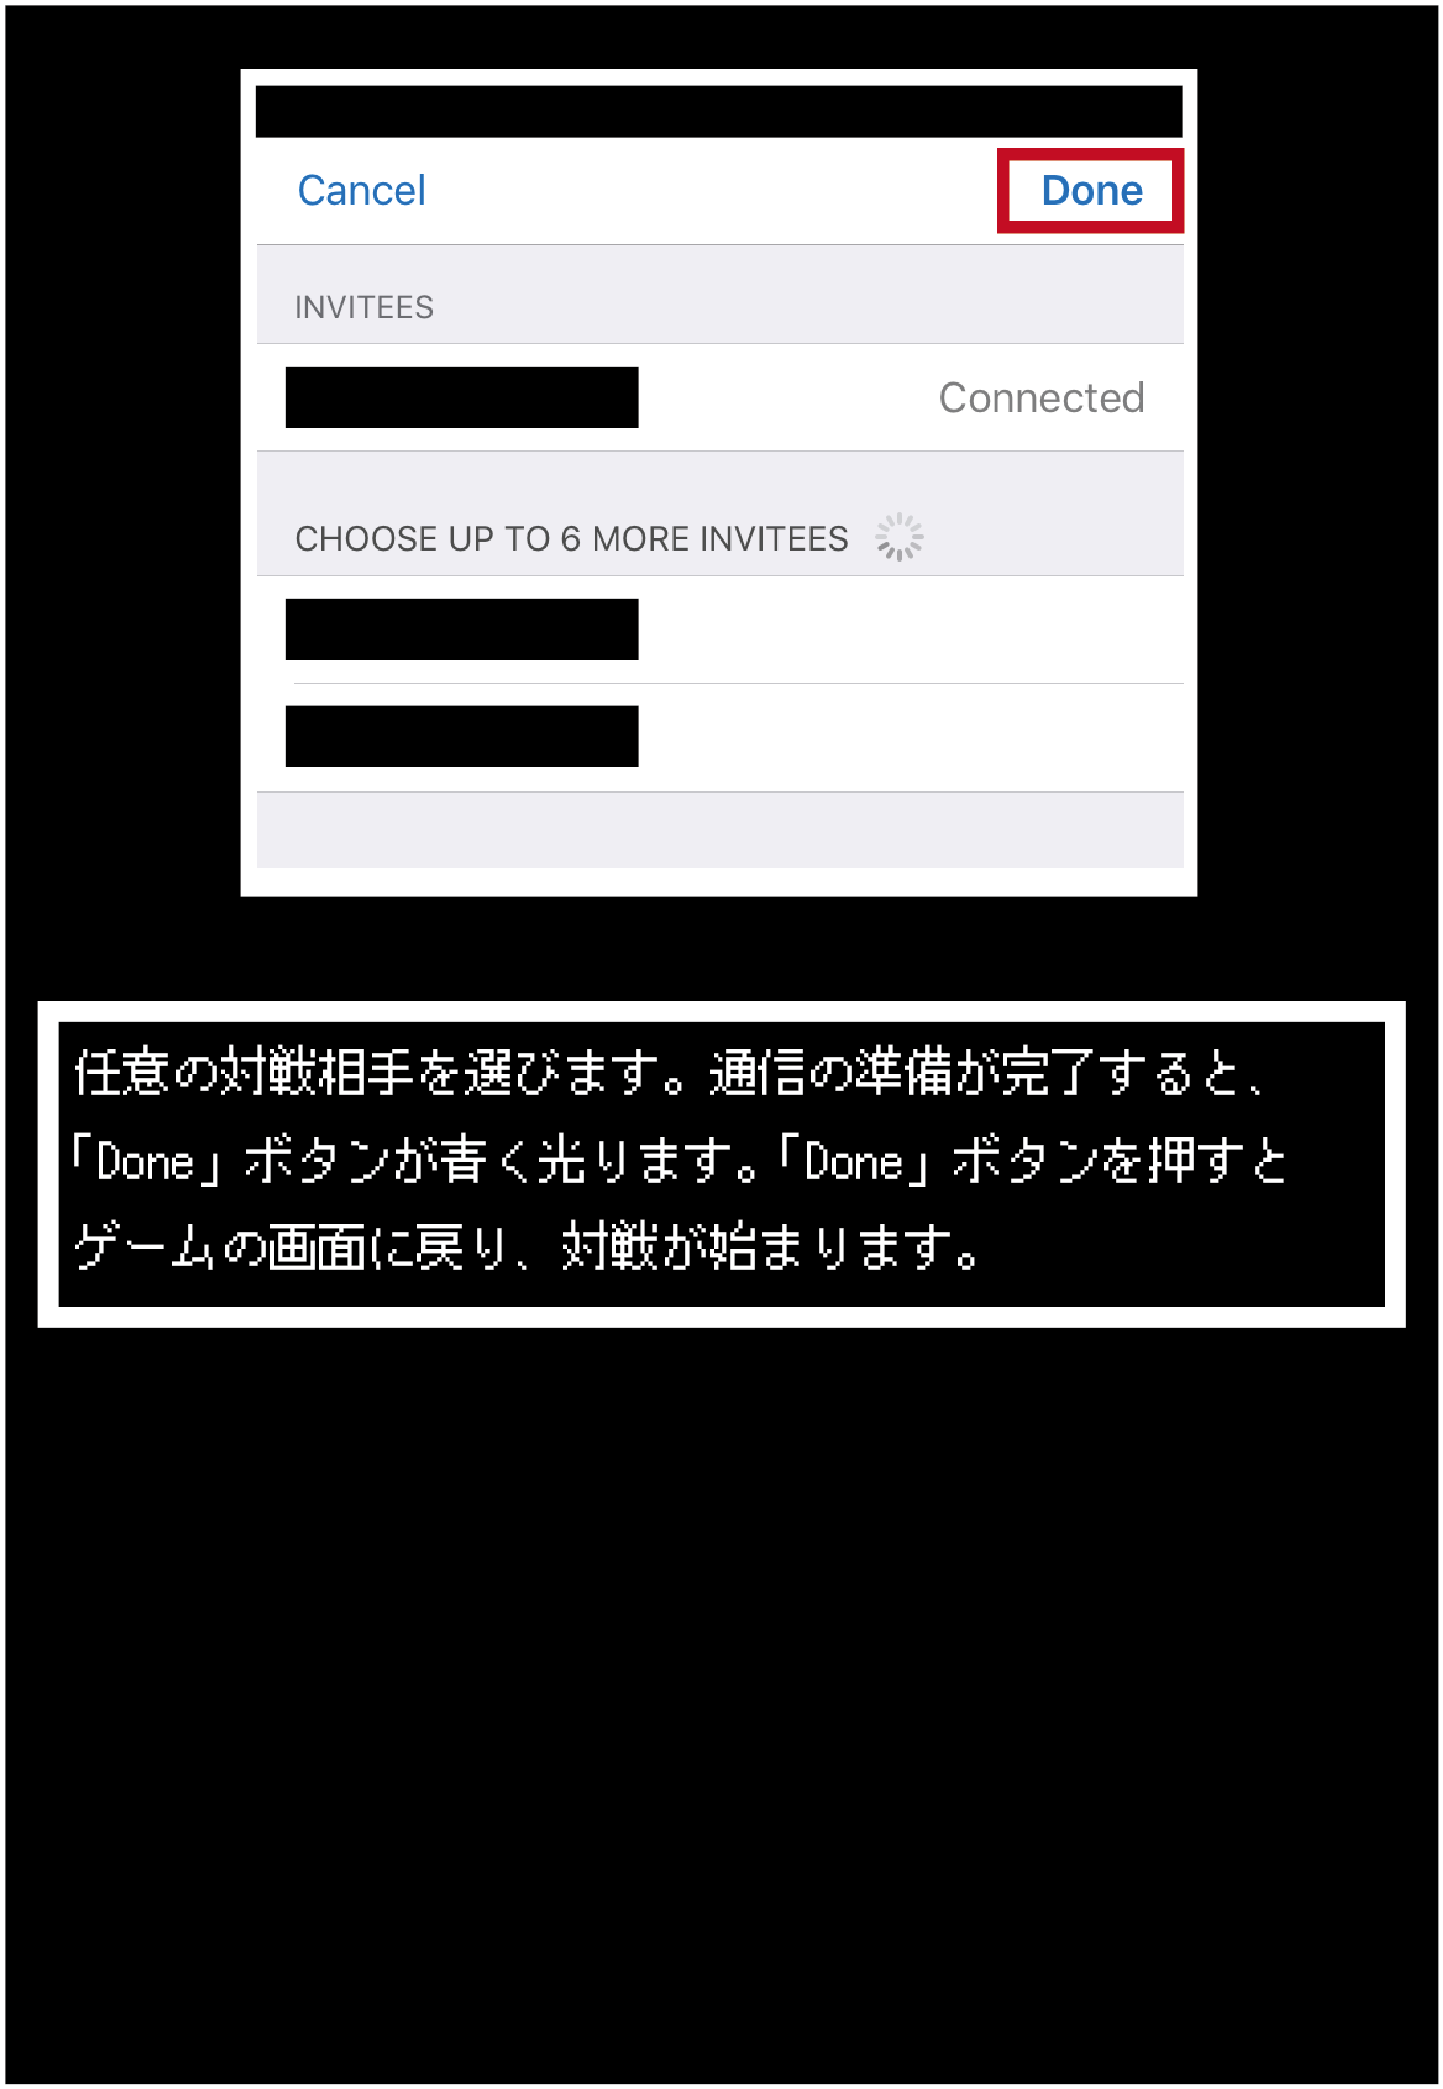 Cancel
Done
INVITEES
Connected
CHOOSE UP TO 6 MORE INVITEES
任意の対戦相手を選びます。通信の準備が完了すると、
「Done」ボタンが青く光ります。「Done」ボタンを押すと
ゲームの画面に戻り、対戦が始まります。